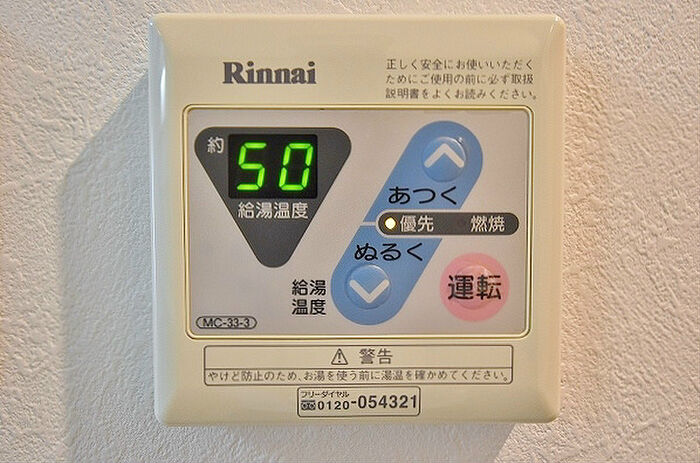 Rinnai
正しく安全にお使いいただく
ためにご使用の前に必ず取扱
説明書をよくお読みください。
約
50
給湯温度
あつく
優先 燃焼
ぬるく
給湯
温度
運転
MC-33-3
⚠ 警告
やけど防止のため、お湯を使う前に湯温を確かめてください。
フリーダイヤル
0120-054321